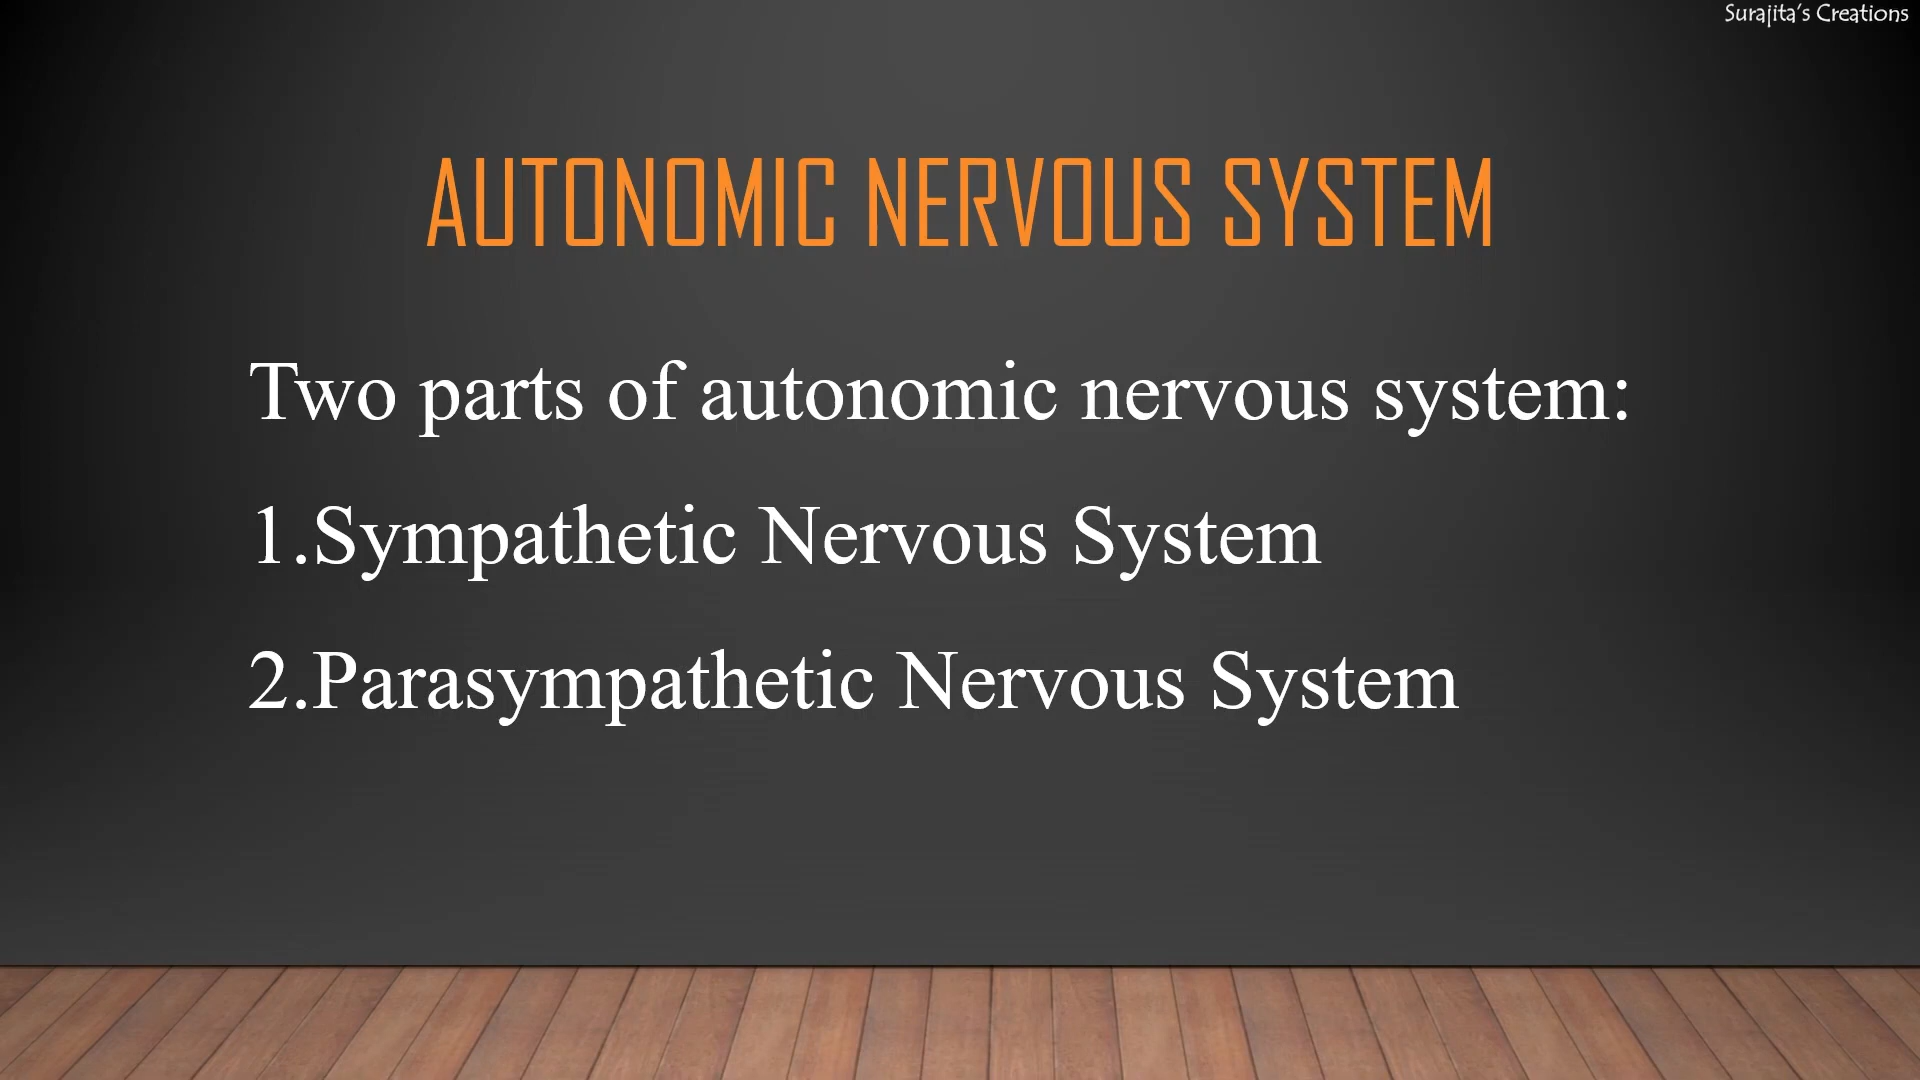 Surajita's Creations
AUTONOMIC NERVOUS SYSTEM
Two parts of autonomic nervous system:
1.Sympathetic Nervous System
2.Parasympathetic Nervous System